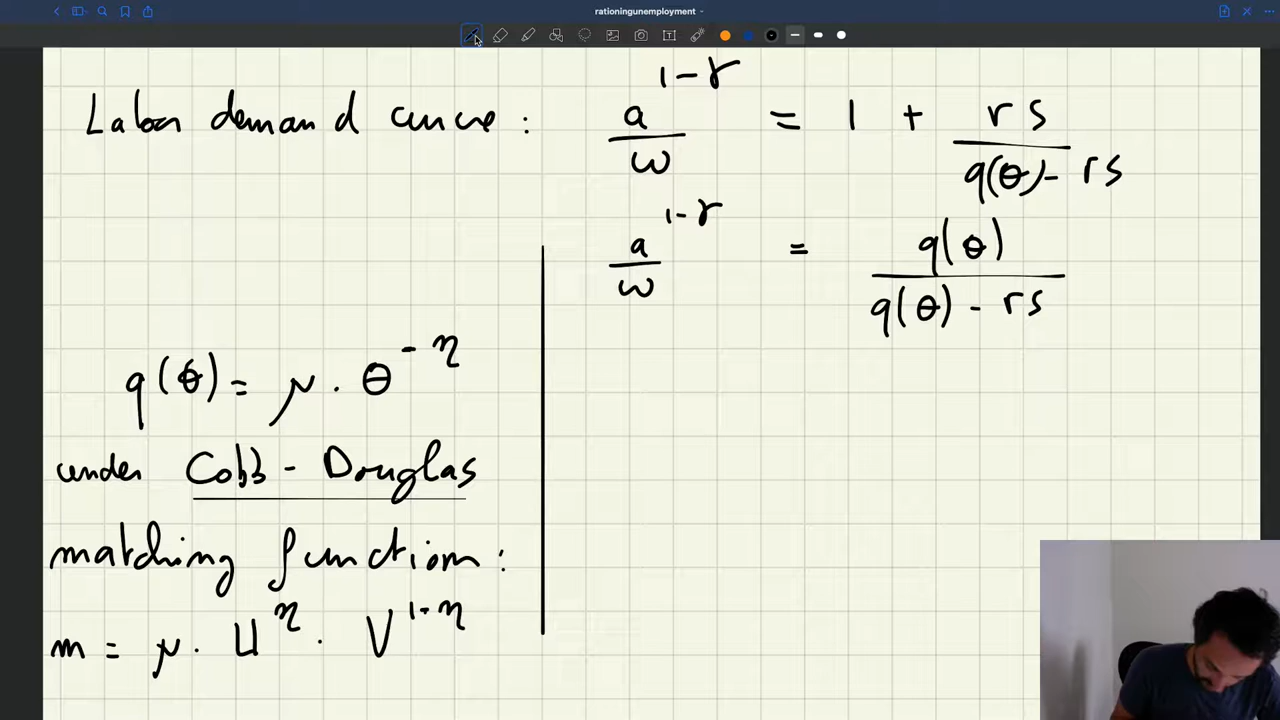 rationingunemployment
Labor demand curve : a^{1-γ} / ω = 1 + rs / (q(θ) - rs)
a^{1-γ} / ω = q(θ) / (q(θ) - rs)
q(θ) = μ · θ^{-η}
under Cobb - Douglas
matching function :
m = μ · U^{η} · V^{1-η}